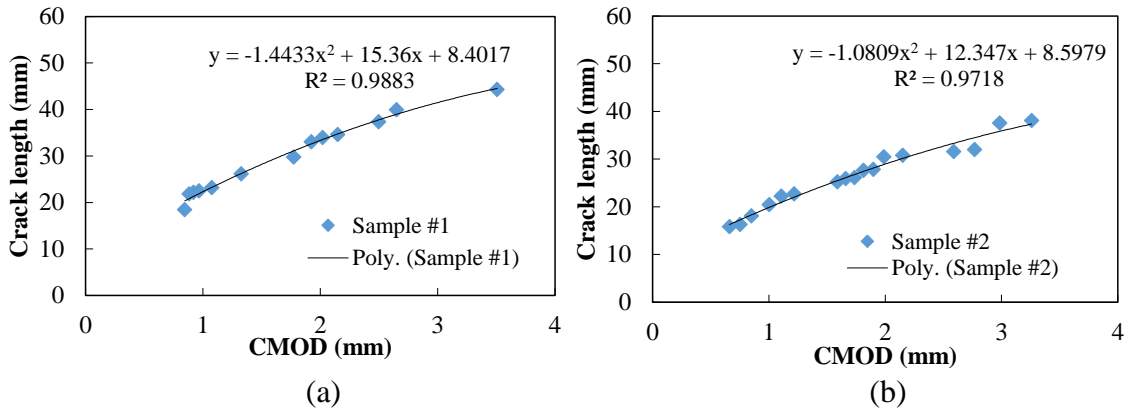 60
50
40
30
20
10
0
Crack length (mm)
y = -1.4433x² + 15.36x + 8.4017
R² = 0.9883
Sample #1
Poly. (Sample #1)
0 1 2 3 4
CMOD (mm)
(a)
60
50
40
30
20
10
0
Crack length (mm)
y = -1.0809x² + 12.347x + 8.5979
R² = 0.9718
Sample #2
Poly. (Sample #2)
0 1 2 3 4
CMOD (mm)
(b)